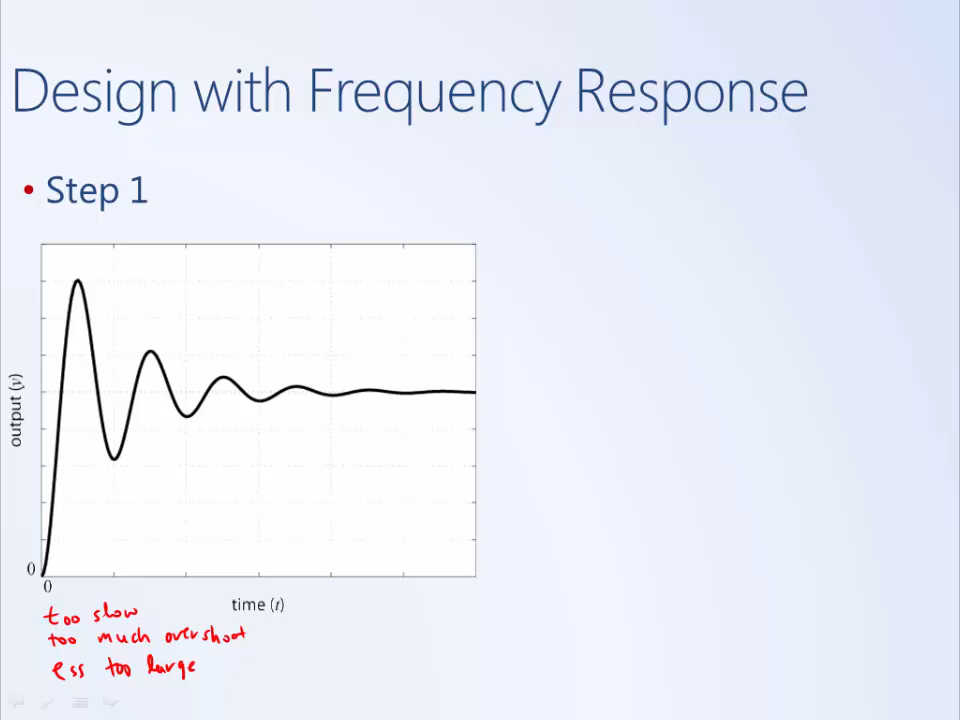 Design with Frequency Response
• Step 1
output (y)
0
0
time (t)
too slow
too much overshoot
ess too large